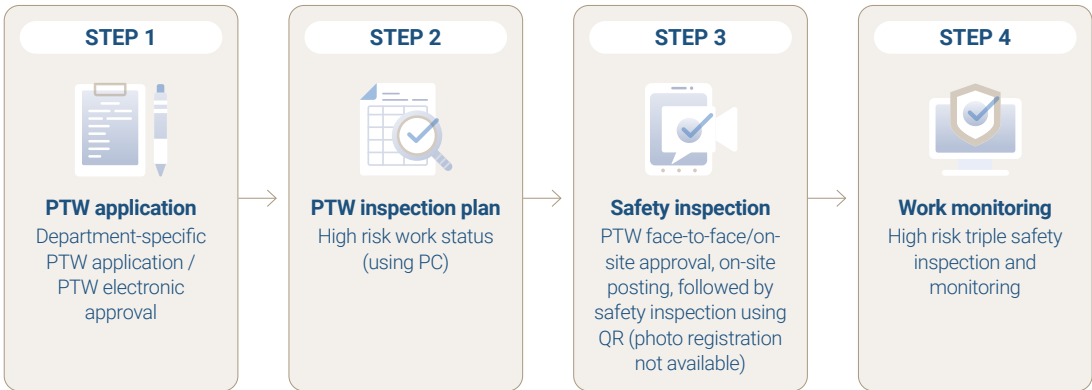 STEP 1
PTW application
Department-specific
PTW application /
PTW electronic
approval
STEP 2
PTW inspection plan
High risk work status
(using PC)
STEP 3
Safety inspection
PTW face-to-face/on-
site approval, on-site
posting, followed by
safety inspection using
QR (photo registration
not available)
STEP 4
Work monitoring
High risk triple safety
inspection and
monitoring